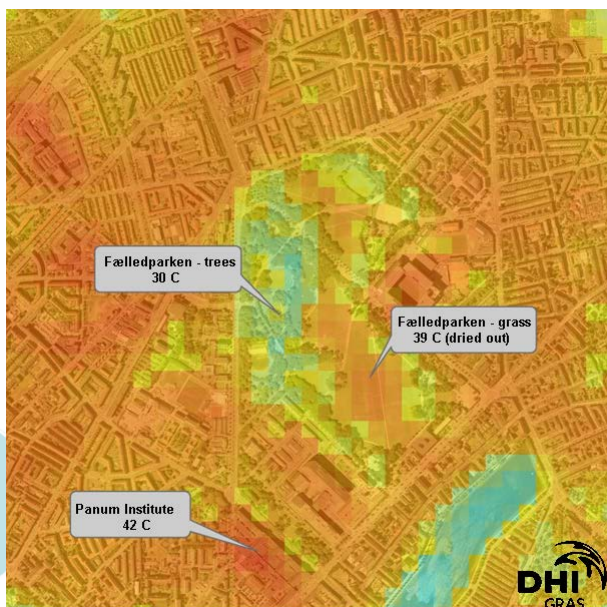 Fælledparken - trees
30 C
Fælledparken - grass
39 C (dried out)
Panum Institute
42 C
DHI
GRAS